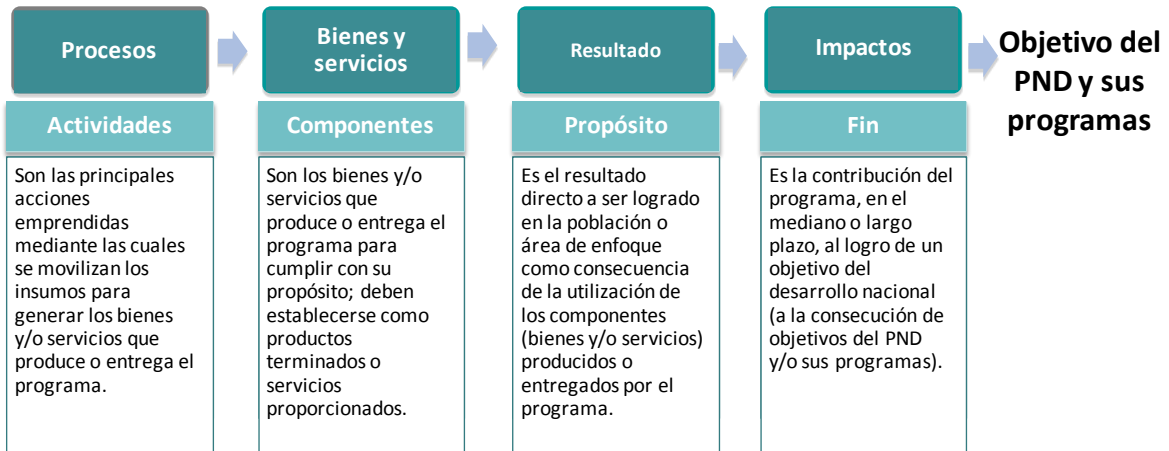 Procesos
Bienes y
servicios
Resultado
Impactos
Objetivo del
PND y sus
programas
Actividades
Son las principales
acciones
emprendidas
mediante las cuales
se movilizan los
insumos para
generar los bienes
y/o servicios que
produce o entrega el
programa.
Componentes
Son los bienes y/o
servicios que
produce o entrega el
programa para
cumplir con su
propósito; deben
establecerse como
productos
terminados o
servicios
proporcionados.
Propósito
Es el resultado
directo a ser logrado
en la población o
área de enfoque
como consecuencia
de la utilización de
los componentes
(bienes y/o servicios)
producidos o
entregados por el
programa.
Fin
Es la contribución del
programa, en el
mediano o largo
plazo, al logro de un
objetivo del
desarrollo nacional
(a la consecución de
objetivos del PND
y/o sus programas).